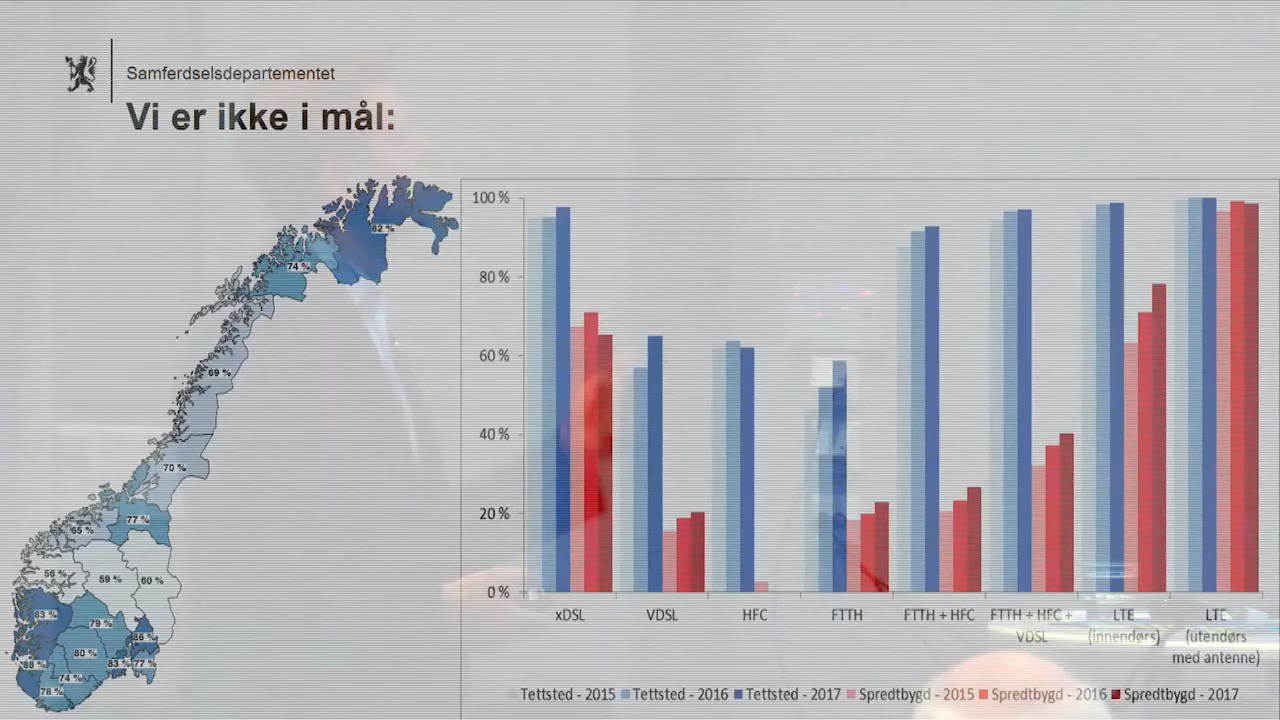 Samferdselsdepartementet
Vi er ikke i mål:
82 %
74 %
69 %
70 %
77 %
65 %
56 %
59 %
60 %
83 %
79 %
86 %
80 %
88 %
83 %
77 %
74 %
78 %
100 %
80 %
60 %
40 %
20 %
0 %
xDSL
VDSL
HFC
FTTH
FTTH + HFC
FTTH + HFC +
VDSL
LTE
(innendørs)
LTE
(utendørs
med antenne)
Tettsted - 2015 Tettsted - 2016 Tettsted - 2017 Spredtbygd - 2015 Spredtbygd - 2016 Spredtbygd - 2017